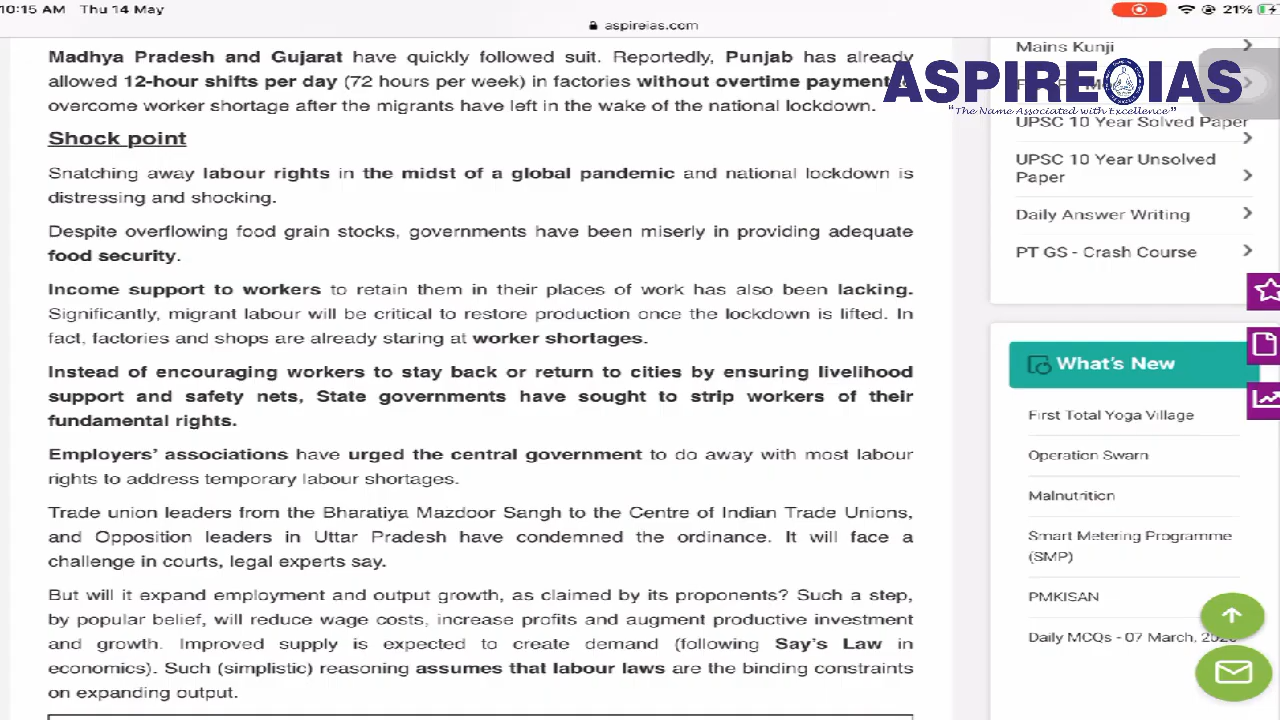 10:15 AM Thu 14 May
21%
aspireias.com
Madhya Pradesh and Gujarat have quickly followed suit. Reportedly, Punjab has already
allowed 12-hour shifts per day (72 hours per week) in factories without overtime payment
overcome worker shortage after the migrants have left in the wake of the national lockdown.
Shock point
Snatching away labour rights in the midst of a global pandemic and national lockdown is
distressing and shocking.
Despite overflowing food grain stocks, governments have been miserly in providing adequate
food security.
Income support to workers to retain them in their places of work has also been lacking.
Significantly, migrant labour will be critical to restore production once the lockdown is lifted. In
fact, factories and shops are already staring at worker shortages.
Instead of encouraging workers to stay back or return to cities by ensuring livelihood
support and safety nets, State governments have sought to strip workers of their
fundamental rights.
Employers' associations have urged the central government to do away with most labour
rights to address temporary labour shortages.
Trade union leaders from the Bharatiya Mazdoor Sangh to the Centre of Indian Trade Unions,
and Opposition leaders in Uttar Pradesh have condemned the ordinance. It will face a
challenge in courts, legal experts say.
But will it expand employment and output growth, as claimed by its proponents? Such a step,
by popular belief, will reduce wage costs, increase profits and augment productive investment
and growth. Improved supply is expected to create demand (following Say's Law in
economics). Such (simplistic) reasoning assumes that labour laws are the binding constraints
on expanding output.
Mains Kunji
ASPIRE IAS
"The Name Associated with Excellence"
UPSC 10 Year Solved Paper
UPSC 10 Year Unsolved
Paper
Daily Answer Writing
PT GS - Crash Course
What's New
First Total Yoga Village
Operation Swarn
Malnutrition
Smart Metering Programme
(SMP)
PMKISAN
Daily MCQs - 07 March,